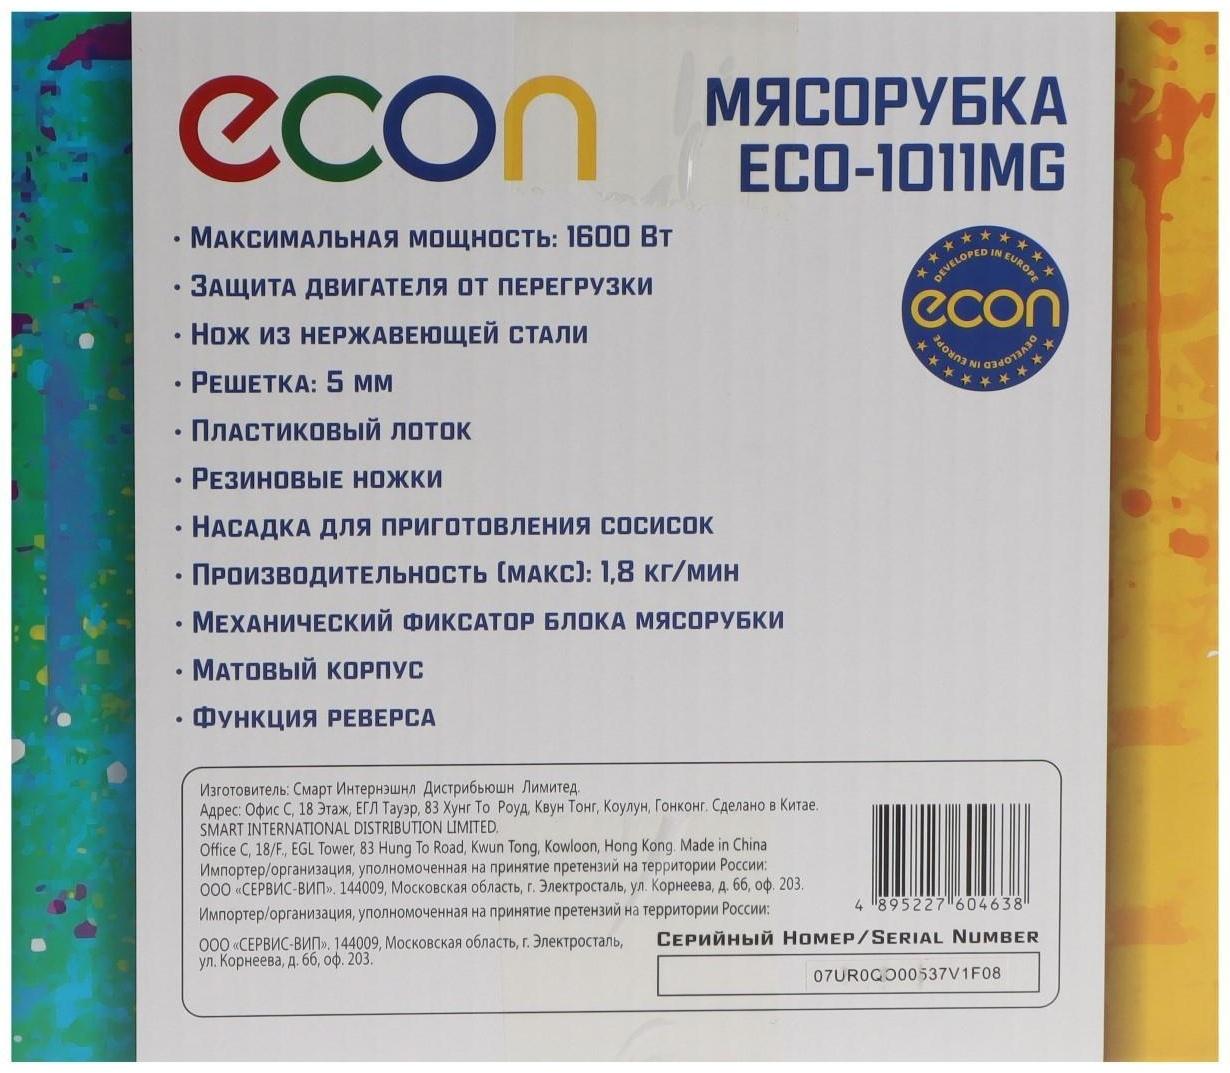 econ
МЯСОРУБКА
ECO-1011MG
• Максимальная мощность: 1600 Вт
• Защита двигателя от перегрузки
• Нож из нержавеющей стали
• Решетка: 5 мм
• Пластиковый лоток
• Резиновые ножки
• Насадка для приготовления сосисок
• Производительность (макс): 1,8 кг/мин
• Механический фиксатор блока мясорубки
• Матовый корпус
• Функция реверса
DEVELOPED IN EUROPE
econ
DEVELOPED IN EUROPE
Изготовитель: Смарт Интернэшнл Дистрибьюшн Лимитед.
Адрес: Офис С, 18 Этаж, ЕГЛ Тауэр, 83 Хунг То Роуд, Квун Тонг, Коулун, Гонконг. Сделано в Китае.
SMART INTERNATIONAL DISTRIBUTION LIMITED.
Office C, 18/F., EGL Tower, 83 Hung To Road, Kwun Tong, Kowloon, Hong Kong. Made in China
Импортер/организация, уполномоченная на принятие претензий на территории России:
ООО «СЕРВИС-ВИП». 144009, Московская область, г. Электросталь, ул. Корнеева, д. 6б, оф. 203.
Импортер/организация, уполномоченная на принятие претензий на территории России:
ООО «СЕРВИС-ВИП». 144009, Московская область, г. Электросталь,
ул. Корнеева, д. 6б, оф. 203.
4 895227 604638
Серийный Номер/Serial Number
07UR0QO00537V1F08